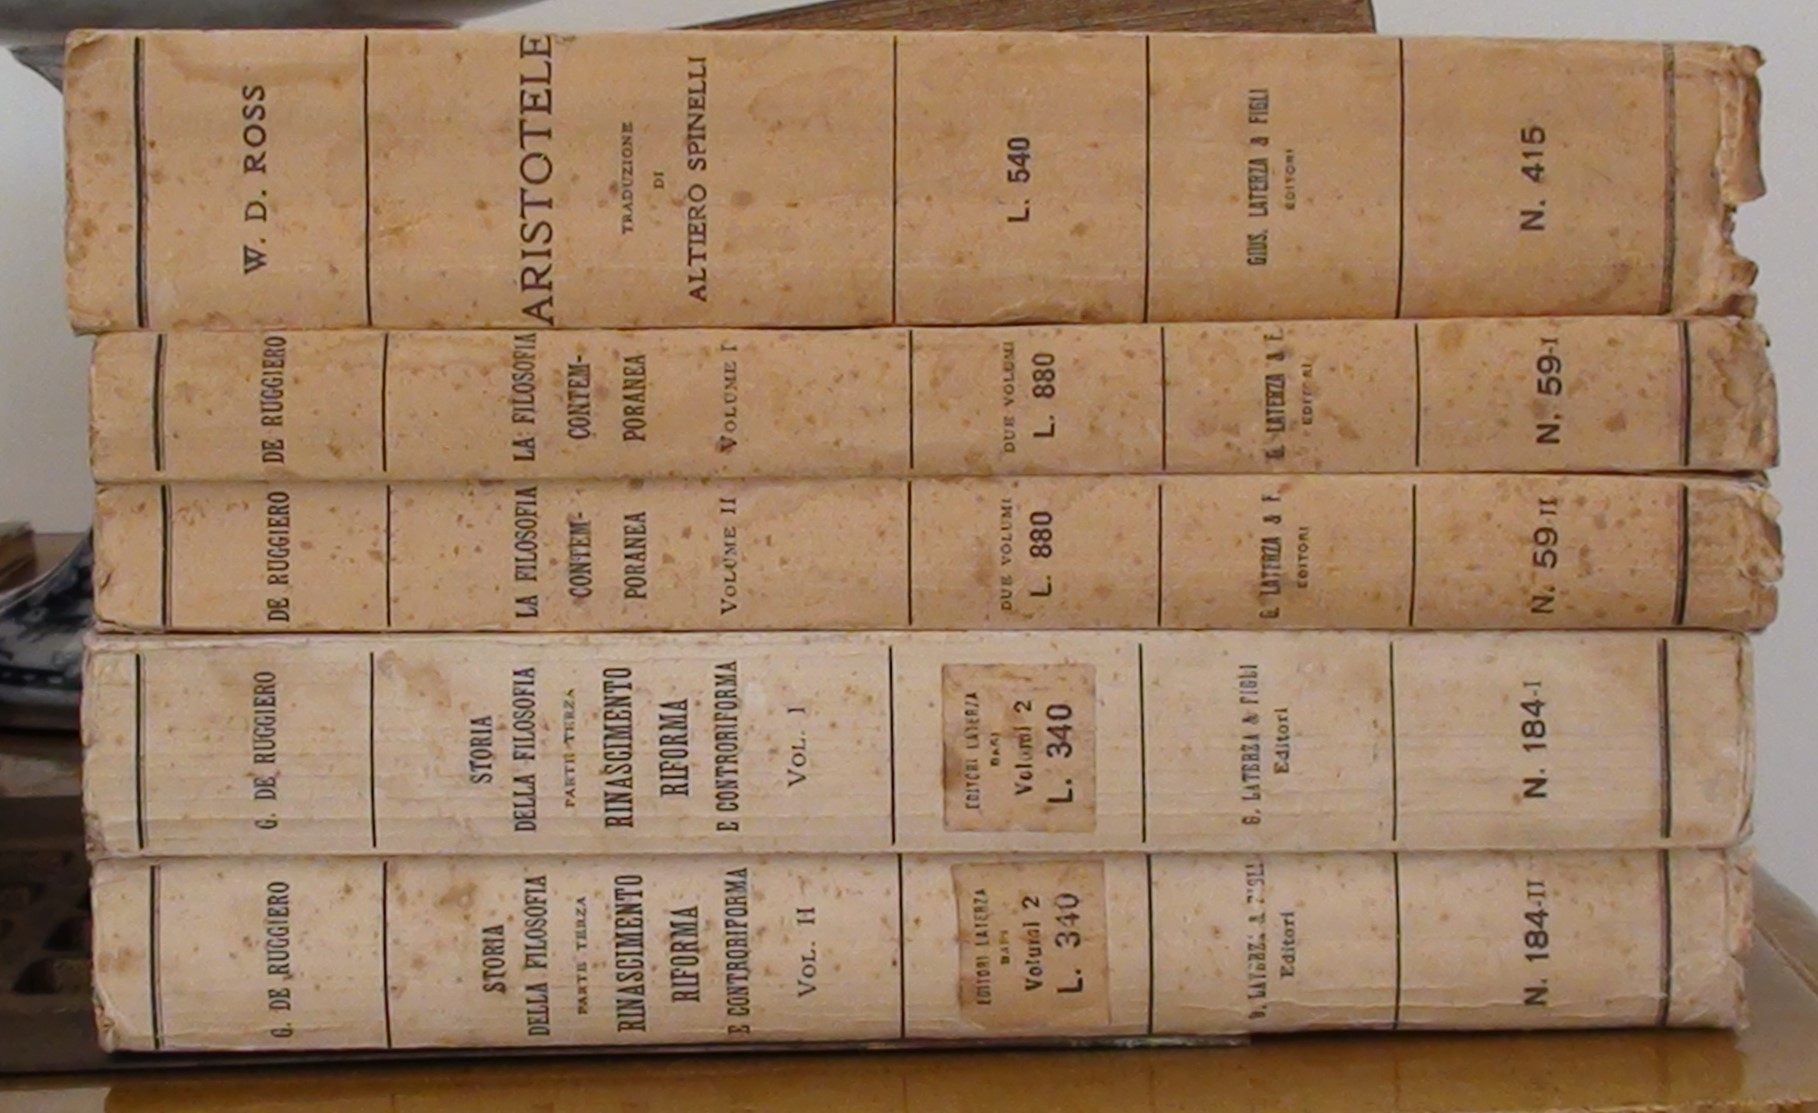 W. D. ROSS
ARISTOTELE
TRADUZIONE
DI
ALTIERO SPINELLI
L. 540
GIUS. LATERZA & FIGLI
EDITORI
N. 415
DE RUGGIERO
LA FILOSOFIA
CONTEM-
PORANEA
VOLUME I
DUE VOLUMI
L. 880
G. LATERZA & F.
EDITORI
N. 59-I
DE RUGGIERO
LA FILOSOFIA
CONTEM-
PORANEA
VOLUME II
DUE VOLUMI
L. 880
G. LATERZA & F.
EDITORI
N. 59-II
G. DE RUGGIERO
STORIA
DELLA FILOSOFIA
PARTE TERZA
RINASCIMENTO
RIFORMA
E CONTRORIFORMA
VOL. I
EDITORI LATERZA
BARI
Volumi 2
L. 340
G. LATERZA & FIGLI
Editori
N. 184-I
G. DE RUGGIERO
STORIA
DELLA FILOSOFIA
PARTE TERZA
RINASCIMENTO
RIFORMA
E CONTRORIFORMA
VOL. II
EDITORI LATERZA
BARI
Volumi 2
L. 340
G. LATERZA & FIGLI
Editori
N. 184-II